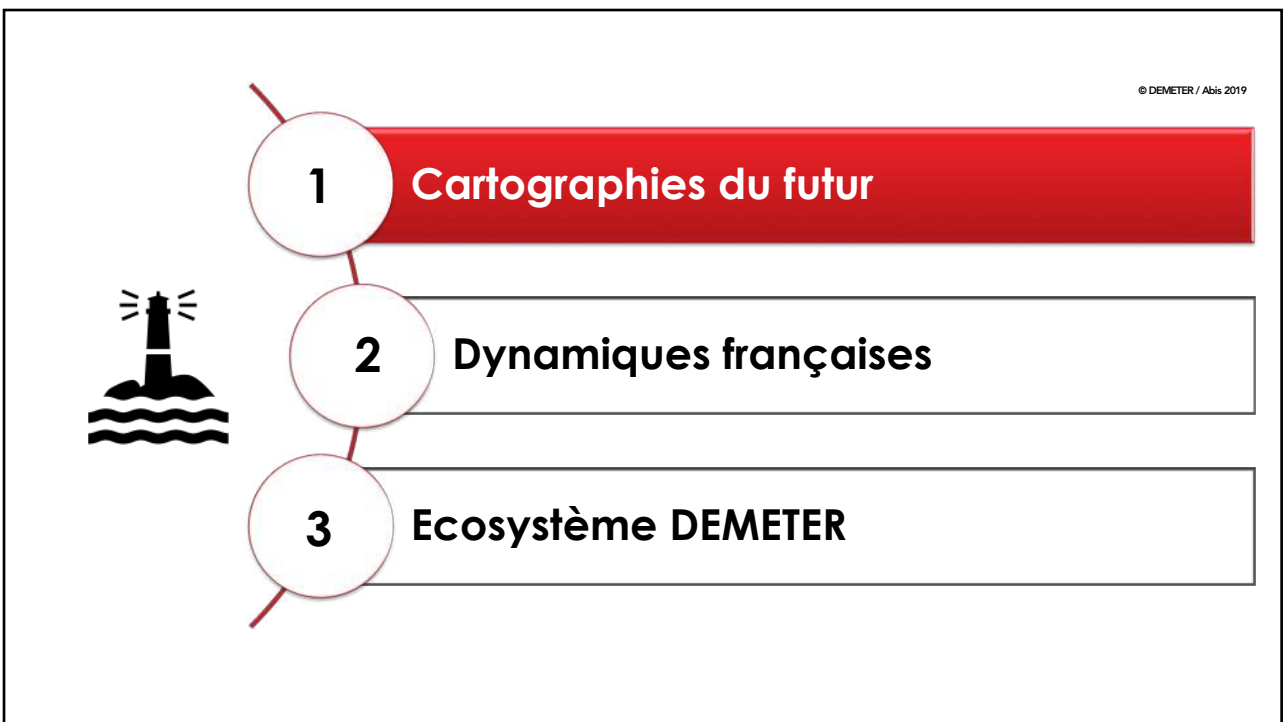 © DEMETER / Abis 2019
1
Cartographies du futur
2
Dynamiques françaises
3
Ecosystème DEMETER